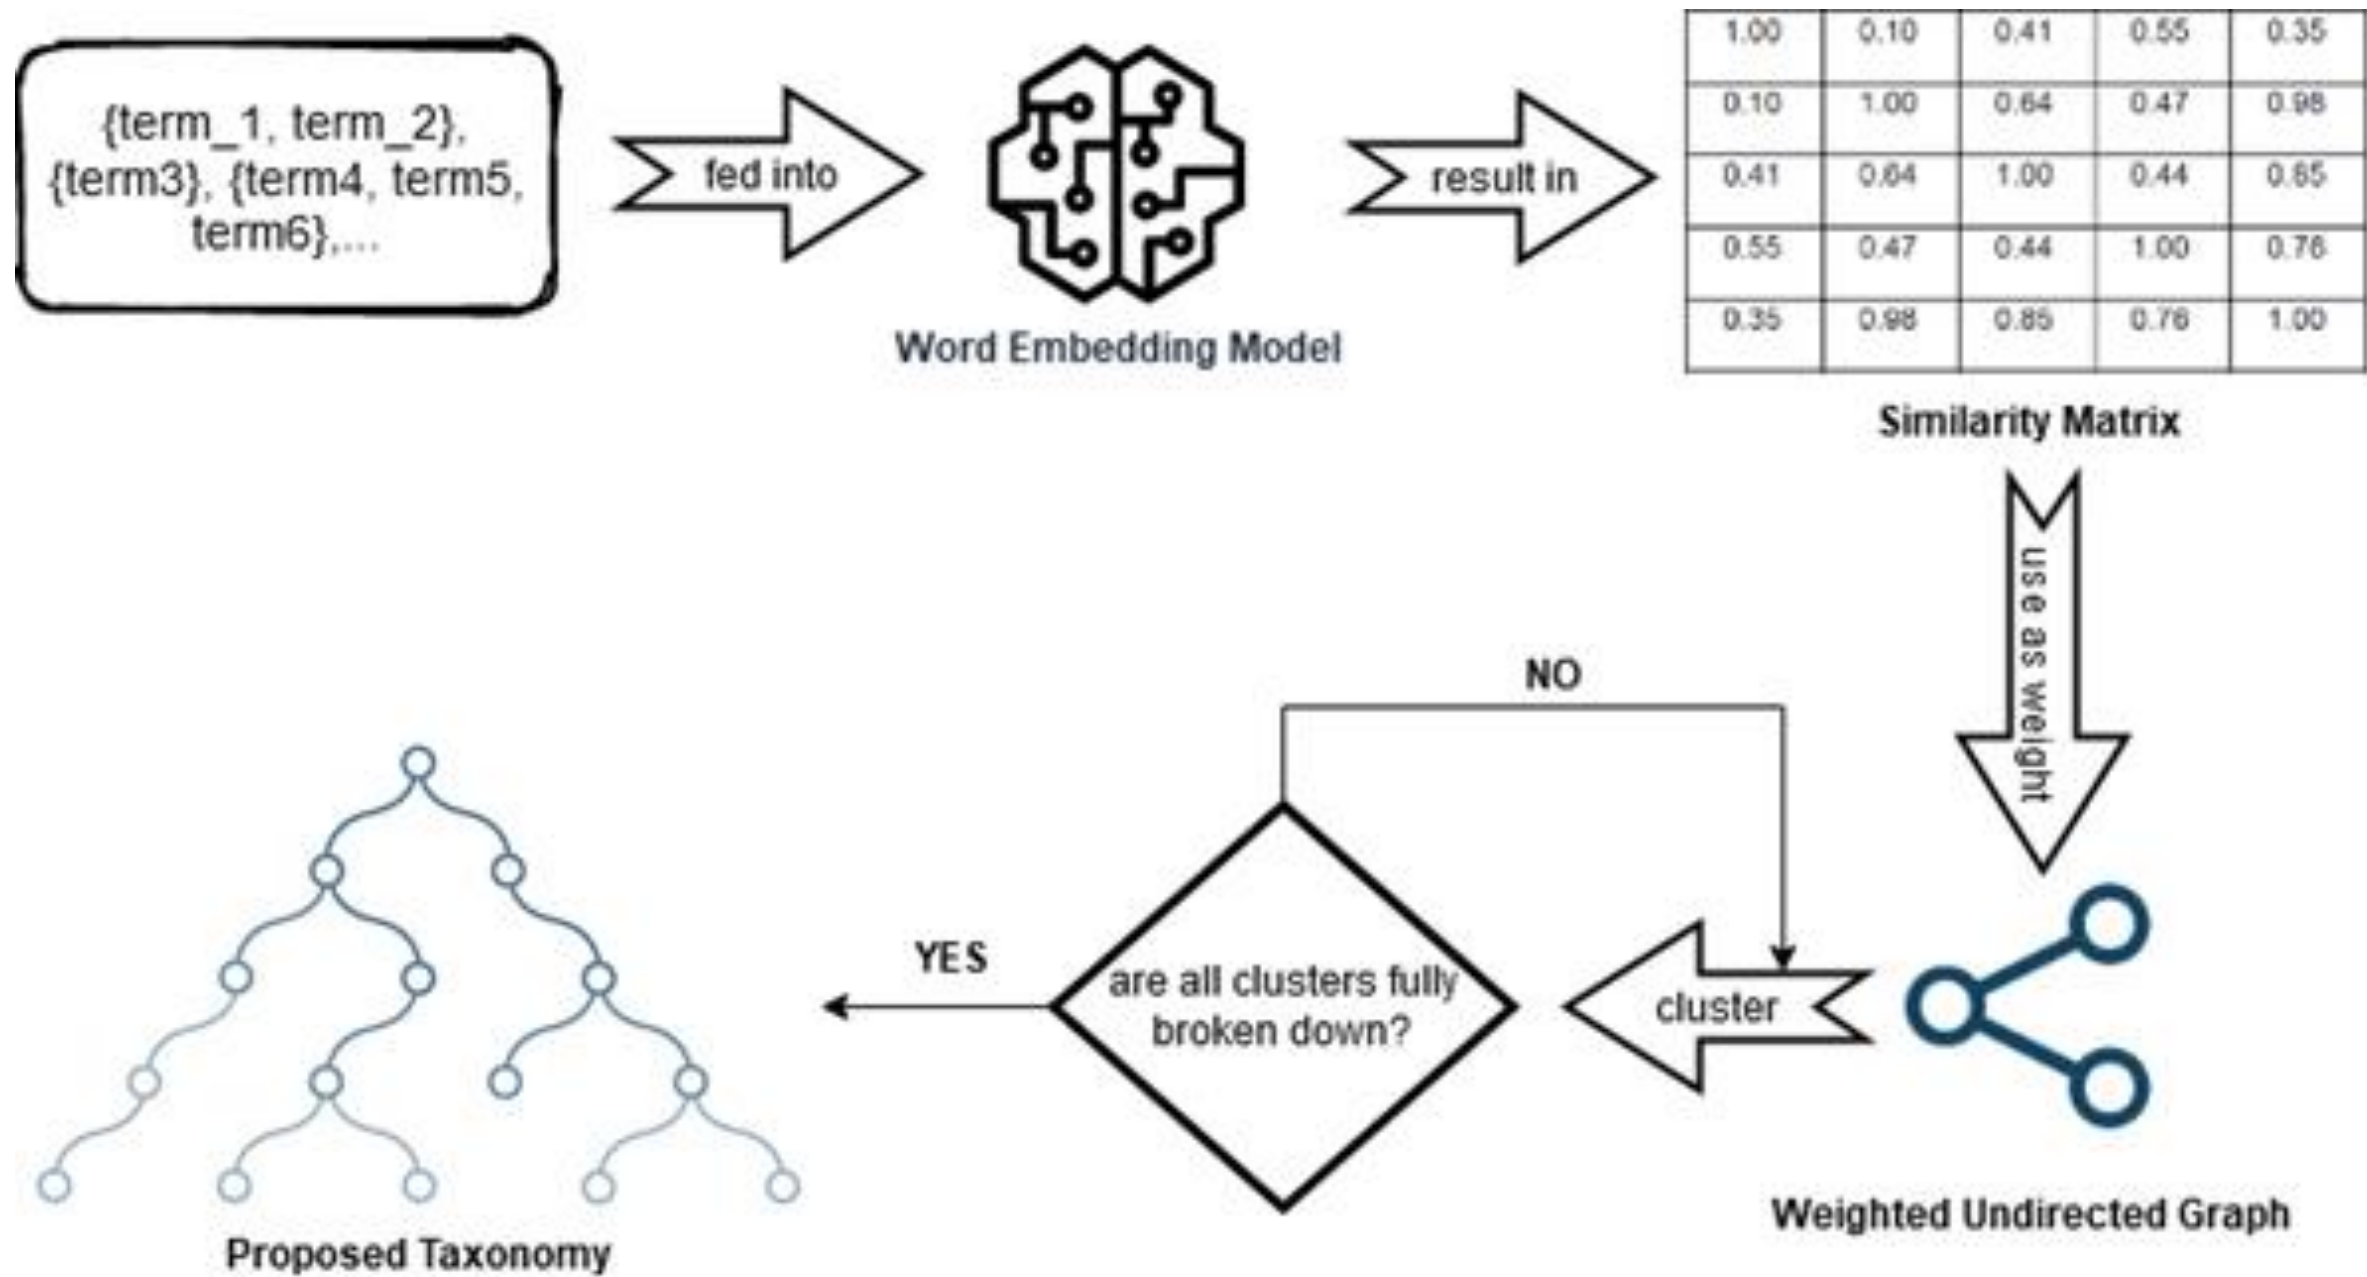 {term_1, term_2},
{term3}, {term4, term5,
term6},...
fed into
Word Embedding Model
result in
1.00 0.10 0.41 0.55 0.35
0.10 1.00 0.64 0.47 0.98
0.41 0.64 1.00 0.44 0.65
0.55 0.47 0.44 1.00 0.76
0.35 0.98 0.85 0.76 1.00
Similarity Matrix
use as weight
Weighted Undirected Graph
cluster
NO
are all clusters fully
broken down?
YES
Proposed Taxonomy